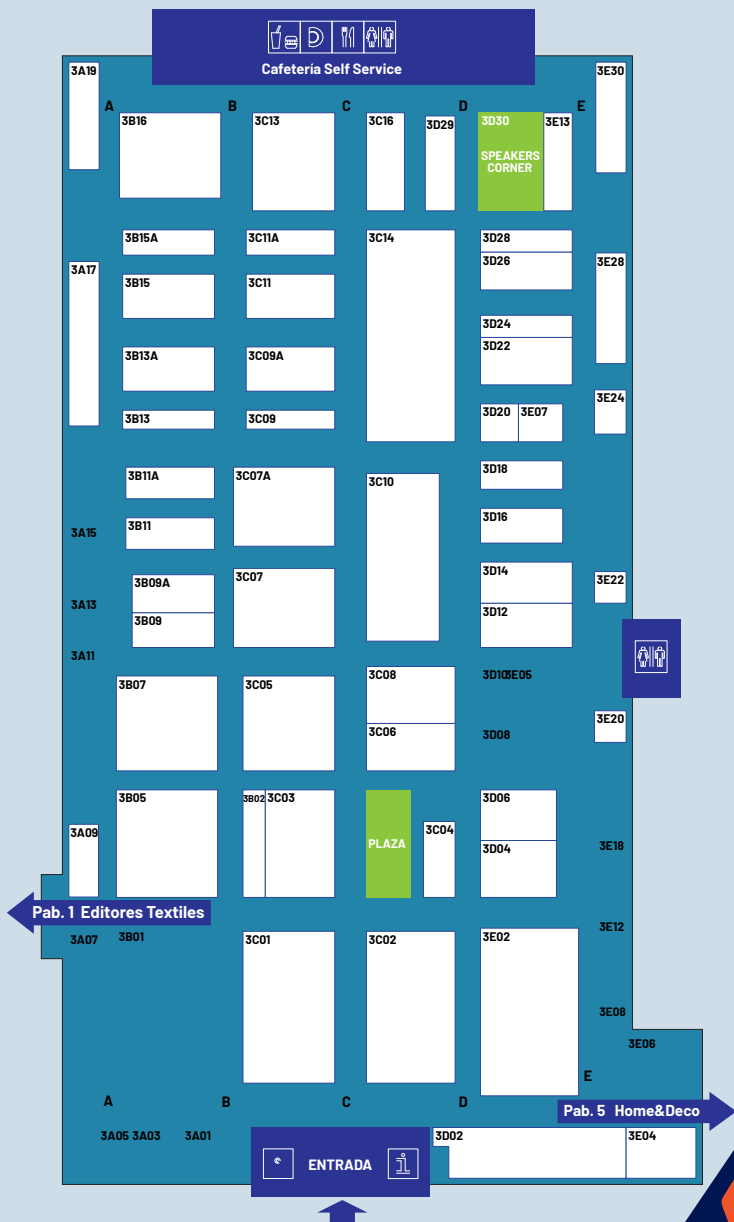 Cafetería Self Service
3A19
3E30
A
B
C
D
E
3B16
3C13
3C16
3D29
3D30
SPEAKERS
CORNER
3E13
3B15A
3C11A
3C14
3D28
3D26
3E28
3A17
3B15
3C11
3D24
3D22
3B13A
3C09A
3E24
3B13
3C09
3D20
3E07
3B11A
3C07A
3C10
3D18
3A15
3B11
3D16
3A13
3B09A
3C07
3D14
3E22
3B09
3D12
3A11
3B07
3C05
3C08
3D10
3E05
3C06
3D08
3E20
3B05
3B02
3C03
PLAZA
3C04
3D06
3A09
3D04
3E18
Pab. 1 Editores Textiles
3A07
3B01
3C01
3C02
3E02
3E12
3E08
3E06
E
A
B
C
D
Pab. 5 Home&Deco
3A05
3A03
3A01
ENTRADA
i
3D02
3E04